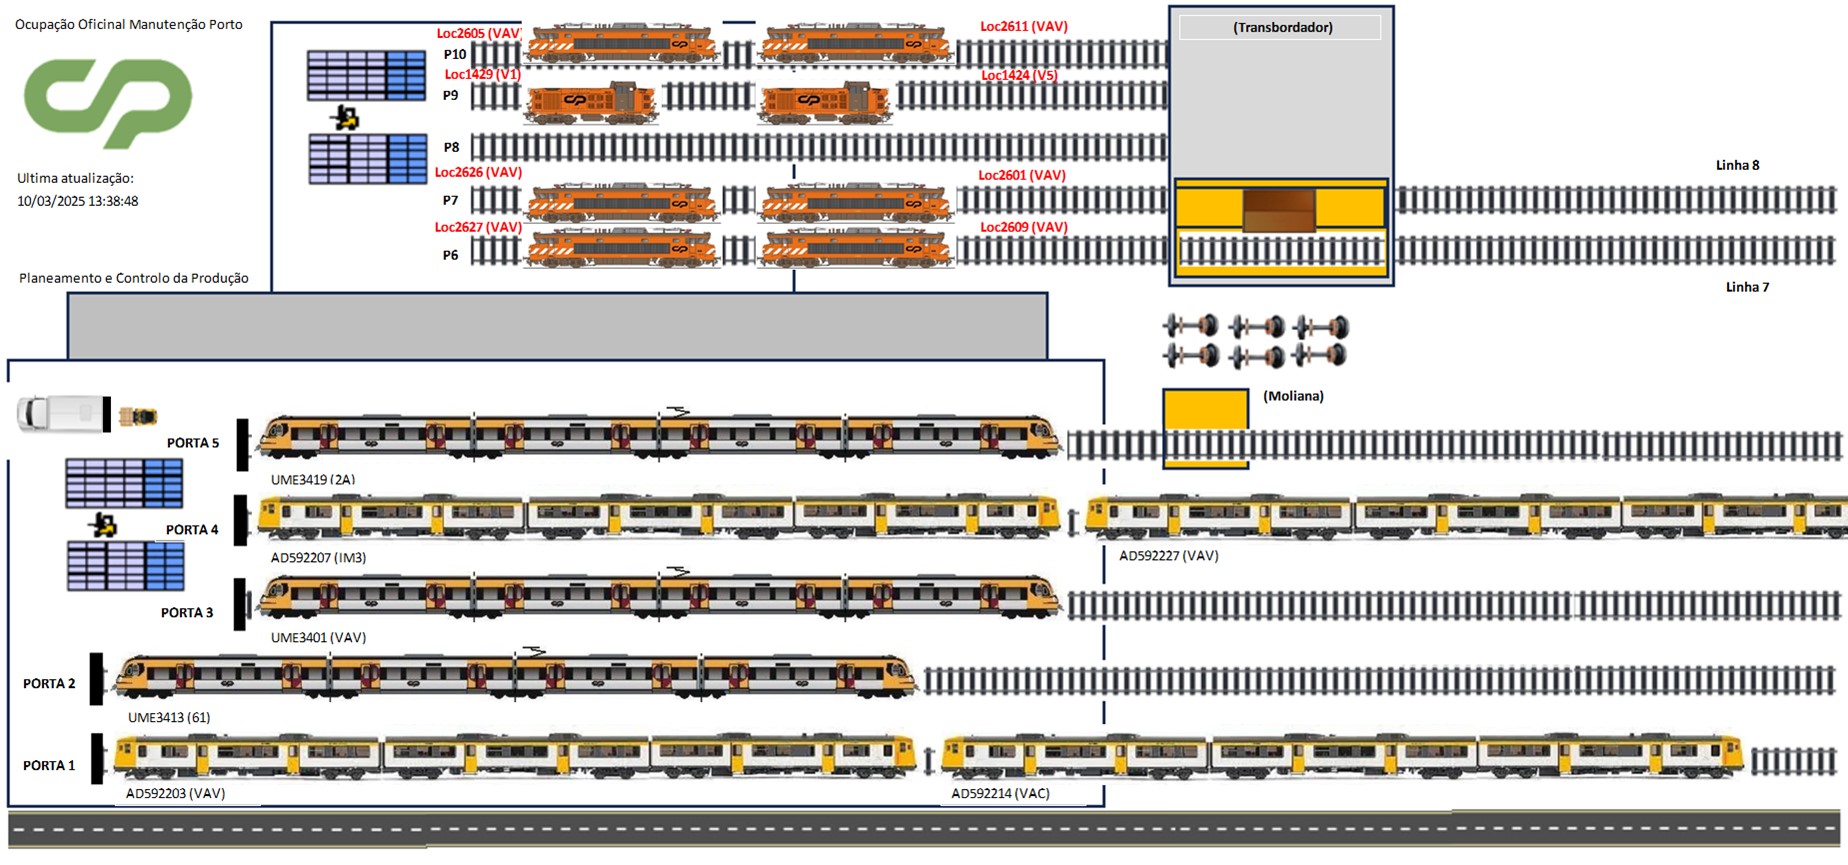 Ocupação Oficinal Manutenção Porto
CP
Ultima atualização:
10/03/2025 13:38:48
Planeamento e Controlo da Produção
Loc2605 (VAV)
Loc2611 (VAV)
P10
Loc1429 (V1)
Loc1424 (V5)
P9
P8
Loc2626 (VAV)
Loc2601 (VAV)
P7
Loc2627 (VAV)
Loc2609 (VAV)
P6
(Transbordador)
Linha 8
Linha 7
(Moliana)
PORTA 5
UME3419 (2A)
PORTA 4
AD592207 (IM3)
AD592227 (VAV)
PORTA 3
UME3401 (VAV)
PORTA 2
UME3413 (61)
PORTA 1
AD592203 (VAV)
AD592214 (VAC)